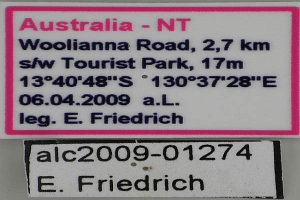 Australia - NT
Woolianna Road, 2,7 km
s/w Tourist Park, 17m
13°40'48"S 130°37'28"E
06.04.2009 a.L.
leg. E. Friedrich
alc2009-01274
E. Friedrich